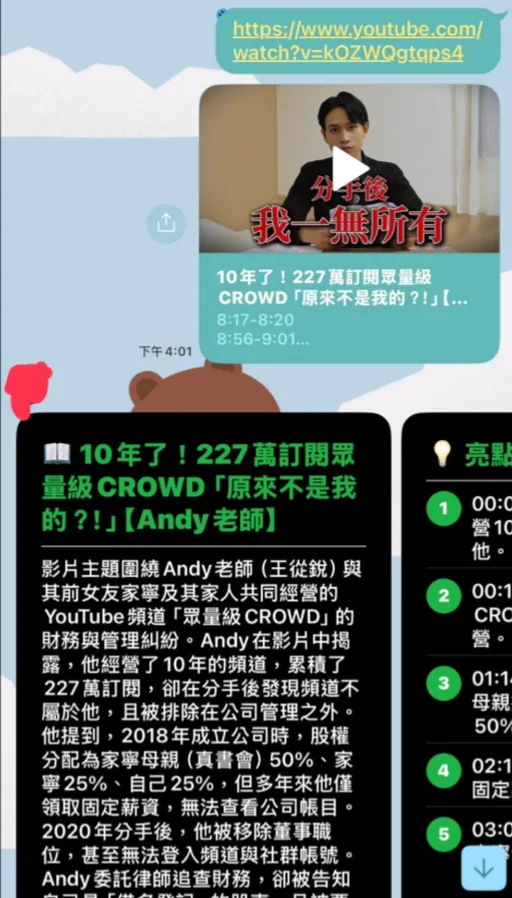 https://www.youtube.com/
watch?v=kOZWQgtqps4
分手後
我一無所有
10年了！227萬訂閱眾量級
CROWD「原來不是我的？!」【...
8:17-8:20
8:56-9:01...
下午4:01
📖 10年了！227萬訂閱眾
量級CROWD「原來不是我
的？!」【Andy老師】
影片主題圍繞Andy老師（王從銳）與
其前女友家寧及其家人共同經營的
YouTube頻道「眾量級CROWD」的
財務與管理糾紛。Andy在影片中揭
露，他經營了10年的頻道，累積了
227萬訂閱，卻在分手後發現頻道不
屬於他，且被排除在公司管理之外。
他提到，2018年成立公司時，股權
分配為家寧母親（真書會）50%、家
寧25%、自己25%，但多年來他僅
領取固定薪資，無法查看公司帳目。
2020年分手後，他被移除董事職
位，甚至無法登入頻道與社群帳號。
Andy委託律師追查財務，卻被告知
💡 亮點
1 00:0
營10
他。
2 00:1
CRO
營。
3 01:14
母親
50%
4 02:1
固定
5 03:0